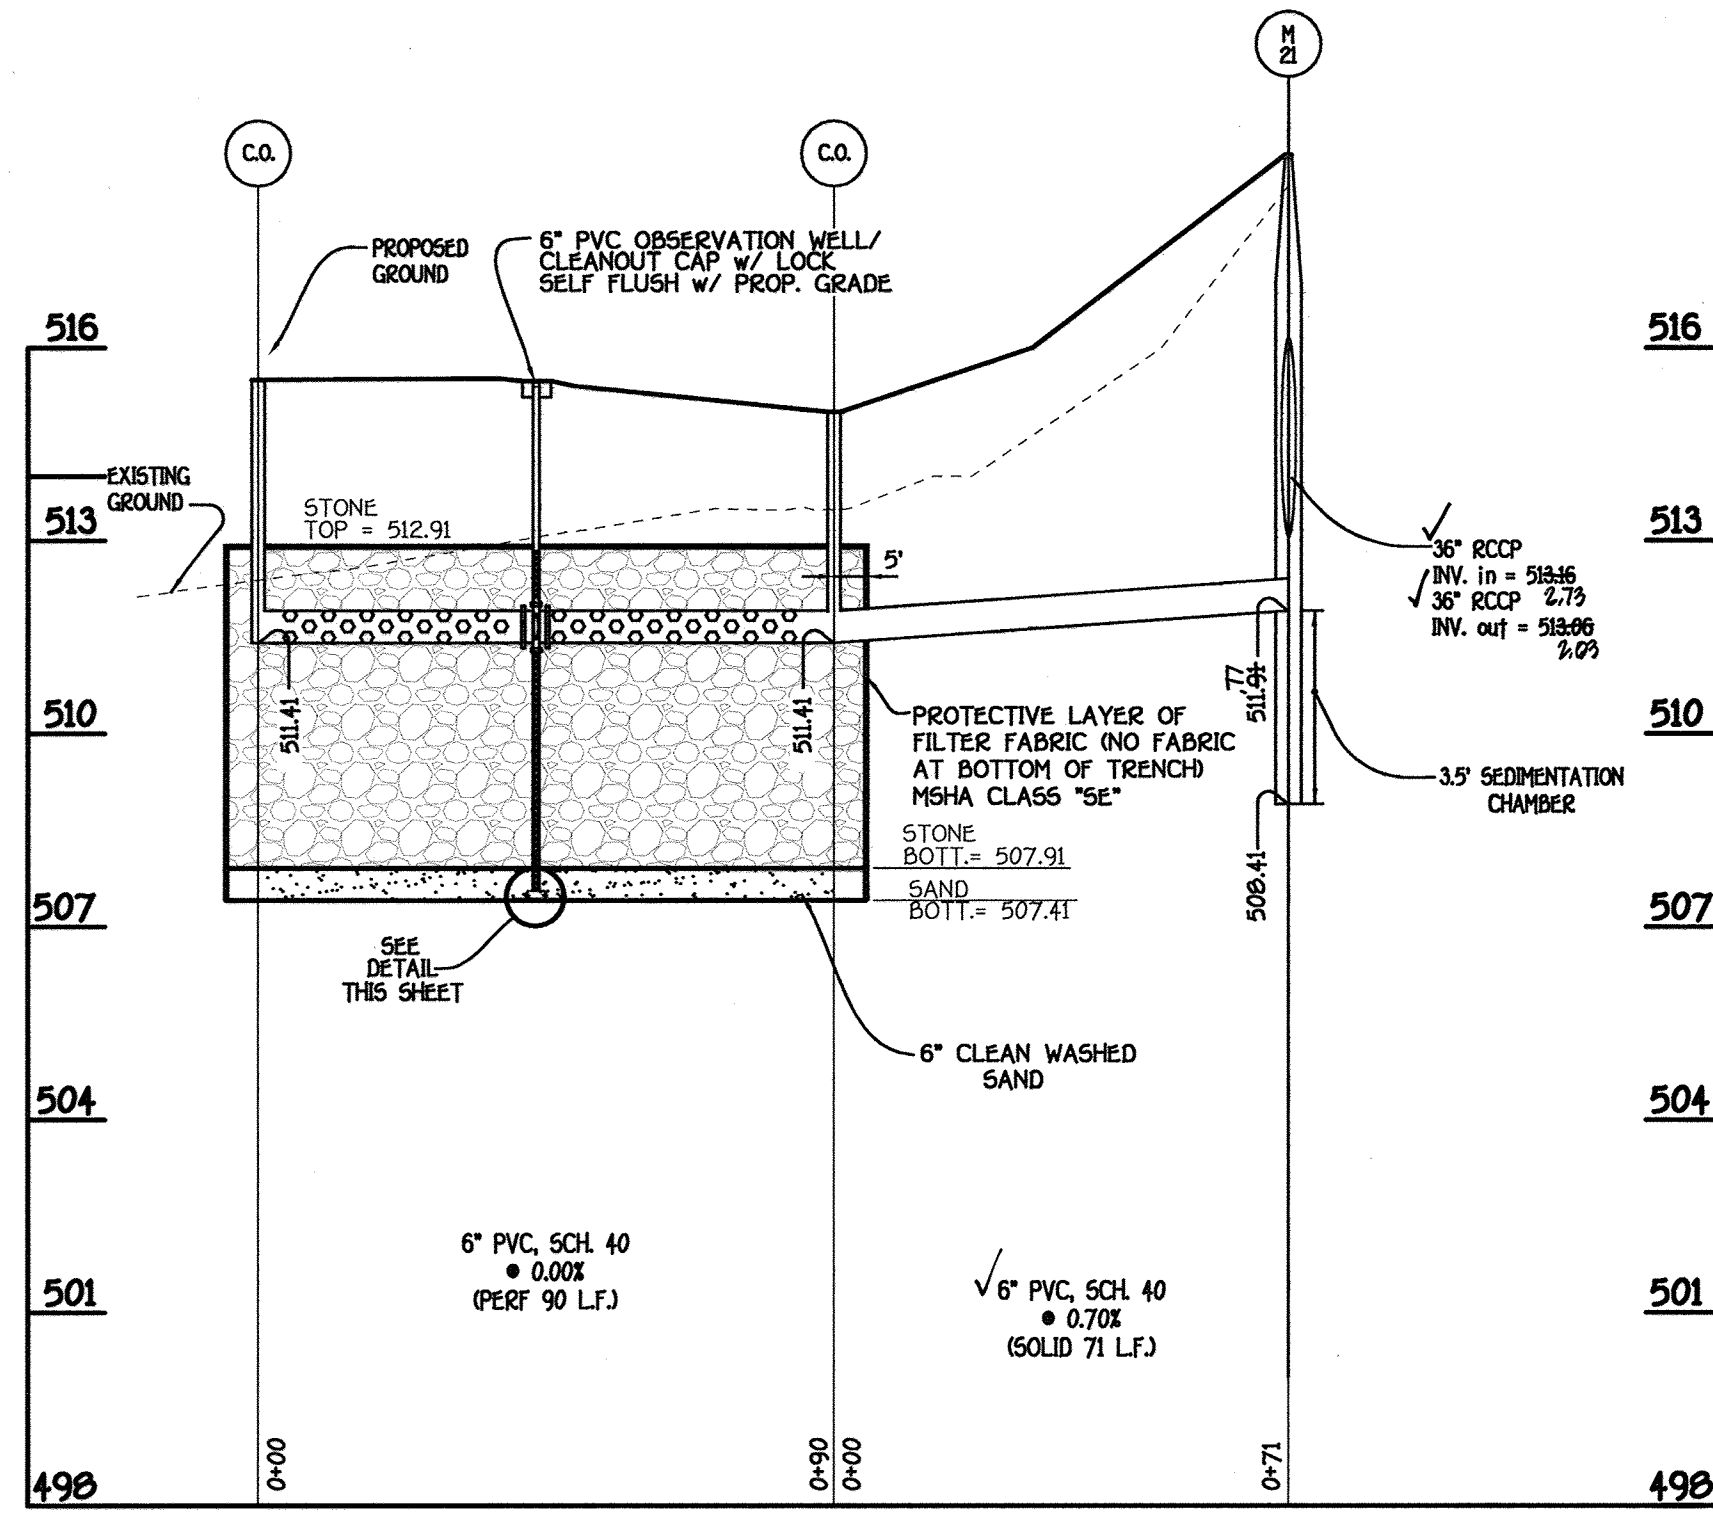 M
21
C.O.
C.O.
PROPOSED
GROUND
6" PVC OBSERVATION WELL/
CLEANOUT CAP w/ LOCK
SELF FLUSH w/ PROP. GRADE
516
516
EXISTING
GROUND
STONE
TOP = 512.91
513
513
5'
36" RCCP
INV. in = 513.16
2.73
36" RCCP
INV. out = 513.06
2.03
511.41
511.41
77
511.91
510
510
PROTECTIVE LAYER OF
FILTER FABRIC (NO FABRIC
AT BOTTOM OF TRENCH)
MSHA CLASS "SE"
3.5' SEDIMENTATION
CHAMBER
STONE
BOTT.= 507.91
SAND
BOTT.= 507.41
508.41
507
507
SEE
DETAIL
THIS SHEET
6" CLEAN WASHED
SAND
504
504
6" PVC, SCH. 40
● 0.00%
(PERF 90 L.F.)
6" PVC, SCH. 40
● 0.70%
(SOLID 71 L.F.)
501
501
0+00
0+90
0+00
0+71
498
498